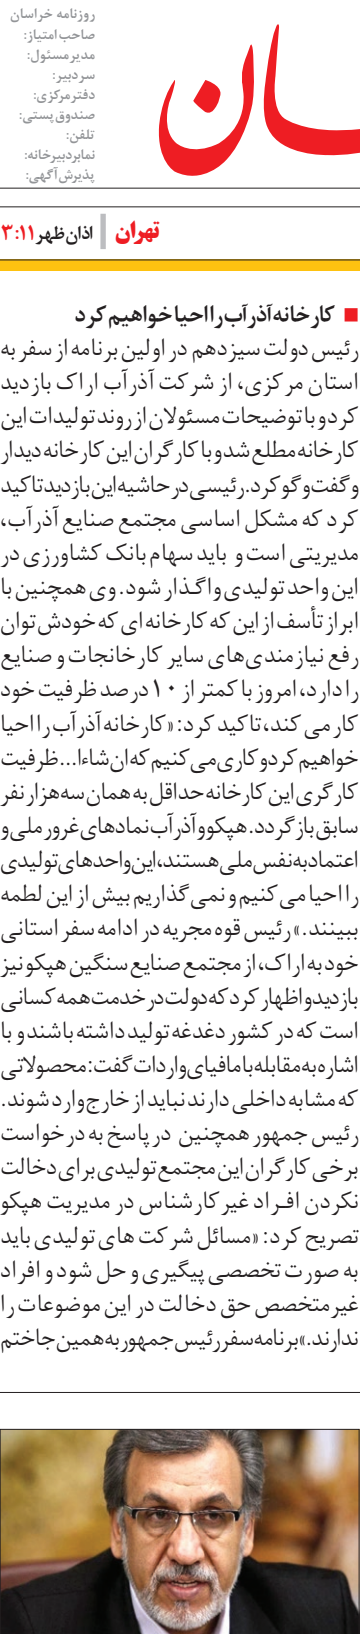 روزنامه خراسان
صاحب امتیاز:
مدیرمسئول:
سردبیر:
دفترمرکزی:
صندوق پستی:
تلفن:
نمابردبیرخانه:
پذیرش آگهی:
سان
تهران | اذان ظهر ۳:۱۱
■ کارخانه آذرآب را احیا خواهیم کرد
رئیس دولت سیزدهم در اولین برنامه از سفر به
استان مرکزی، از شرکت آذرآب اراک بازدید
کرد و با توضیحات مسئولان از روند تولیدات این
کارخانه مطلع شد و با کارگران این کارخانه دیدار
و گفت و گو کرد. رئیسی در حاشیه این بازدید تاکید
کرد که مشکل اساسی مجتمع صنایع آذرآب،
مدیریتی است و باید سهام بانک کشاورزی در
این واحد تولیدی واگذار شود. وی همچنین با
ابراز تأسف از این که کارخانه ای که خودش توان
رفع نیازمندی‌های سایر کارخانجات و صنایع
را دارد، امروز با کمتر از ۱۰ درصد ظرفیت خود
کار می کند، تاکید کرد: «کارخانه آذرآب را احیا
خواهیم کرد و کاری می کنیم که ان شاءا... ظرفیت
کارگری این کارخانه حداقل به همان سه هزار نفر
سابق بازگردد. هپکو و آذرآب نمادهای غرور ملی و
اعتماد به نفس ملی هستند، این واحدهای تولیدی
را احیا می کنیم و نمی گذاریم بیش از این لطمه
ببینند.» رئیس قوه مجریه در ادامه سفر استانی
خود به اراک، از مجتمع صنایع سنگین هپکو نیز
بازدید و اظهار کرد که دولت در خدمت همه کسانی
است که در کشور دغدغه تولید داشته باشند و با
اشاره به مقابله با مافیای واردات گفت: محصولاتی
که مشابه داخلی دارند نباید از خارج وارد شوند.
رئیس جمهور همچنین در پاسخ به درخواست
برخی کارگران این مجتمع تولیدی برای دخالت
نکردن افراد غیر کارشناس در مدیریت هپکو
تصریح کرد: «مسائل شرکت های تولیدی باید
به صورت تخصصی پیگیری و حل شود و افراد
غیرمتخصص حق دخالت در این موضوعات را
ندارند.» برنامه سفر رئیس جمهور به همین جا ختم